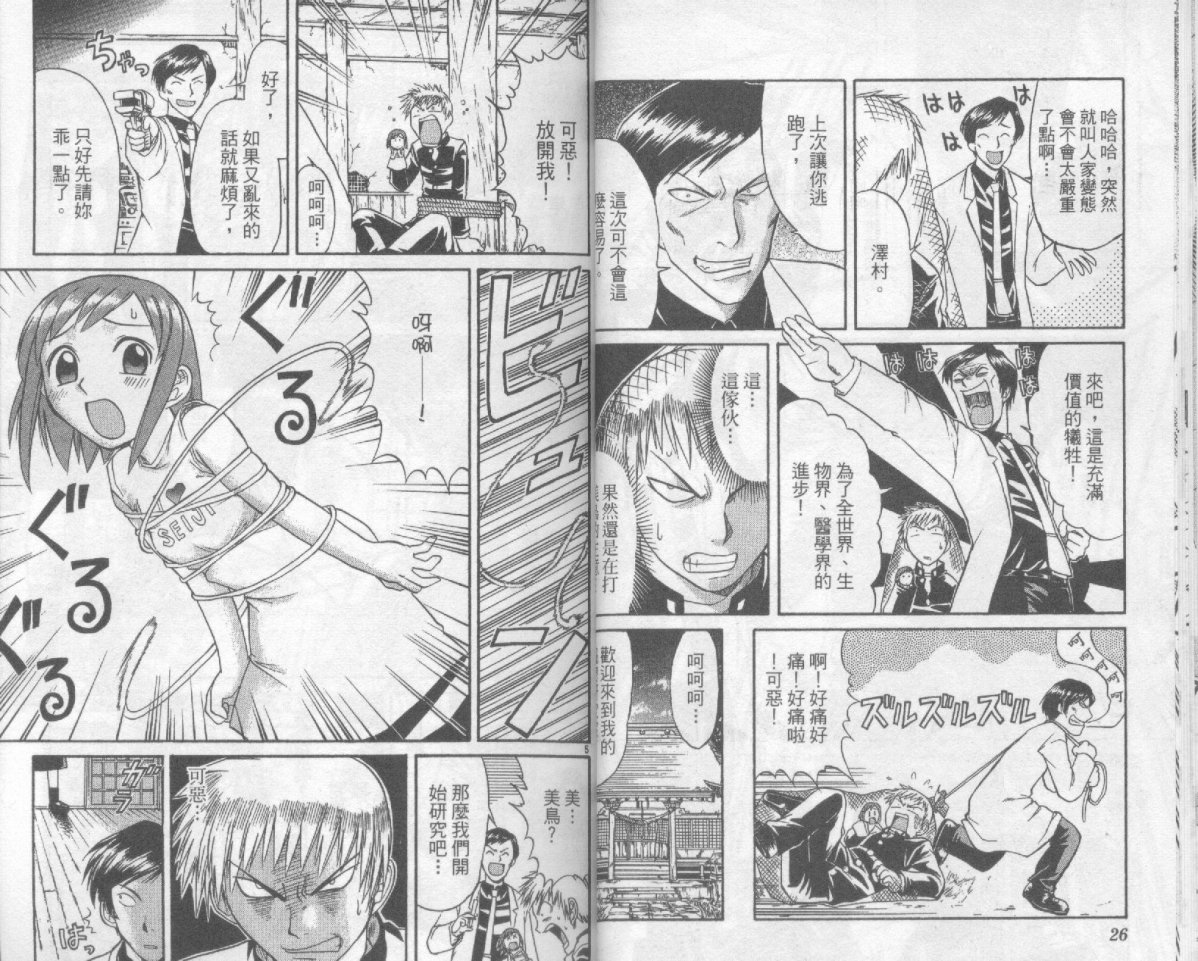 哈哈哈，突然
就叫人家變態
會不會太嚴重
了點啊…
はは
はは
澤村。
上次讓你逃
跑了，
這次可不會這
麼容易了。
來吧，這是充滿
價值的犧牲！
はは
はは
為了全世界、生
物界、醫學界的
進步！
這…
這傢伙…
果然還是在打
呵呵呵呵
ズルズルズル
啊！好痛好
痛！好痛啦
！可惡！
呵呵呵…
歡迎來到我的
26
可惡！
放開我！
呵呵呵…
ちゃっ
好了，
如果又亂來的
話就麻煩了，
只好先請妳
乖一點了。
ビュン
呀啊——！
ぐるぐるぐる
SEIJI
美…
美鳥？
那麼我們開
始研究吧…
可惡…
ガラ
はっ